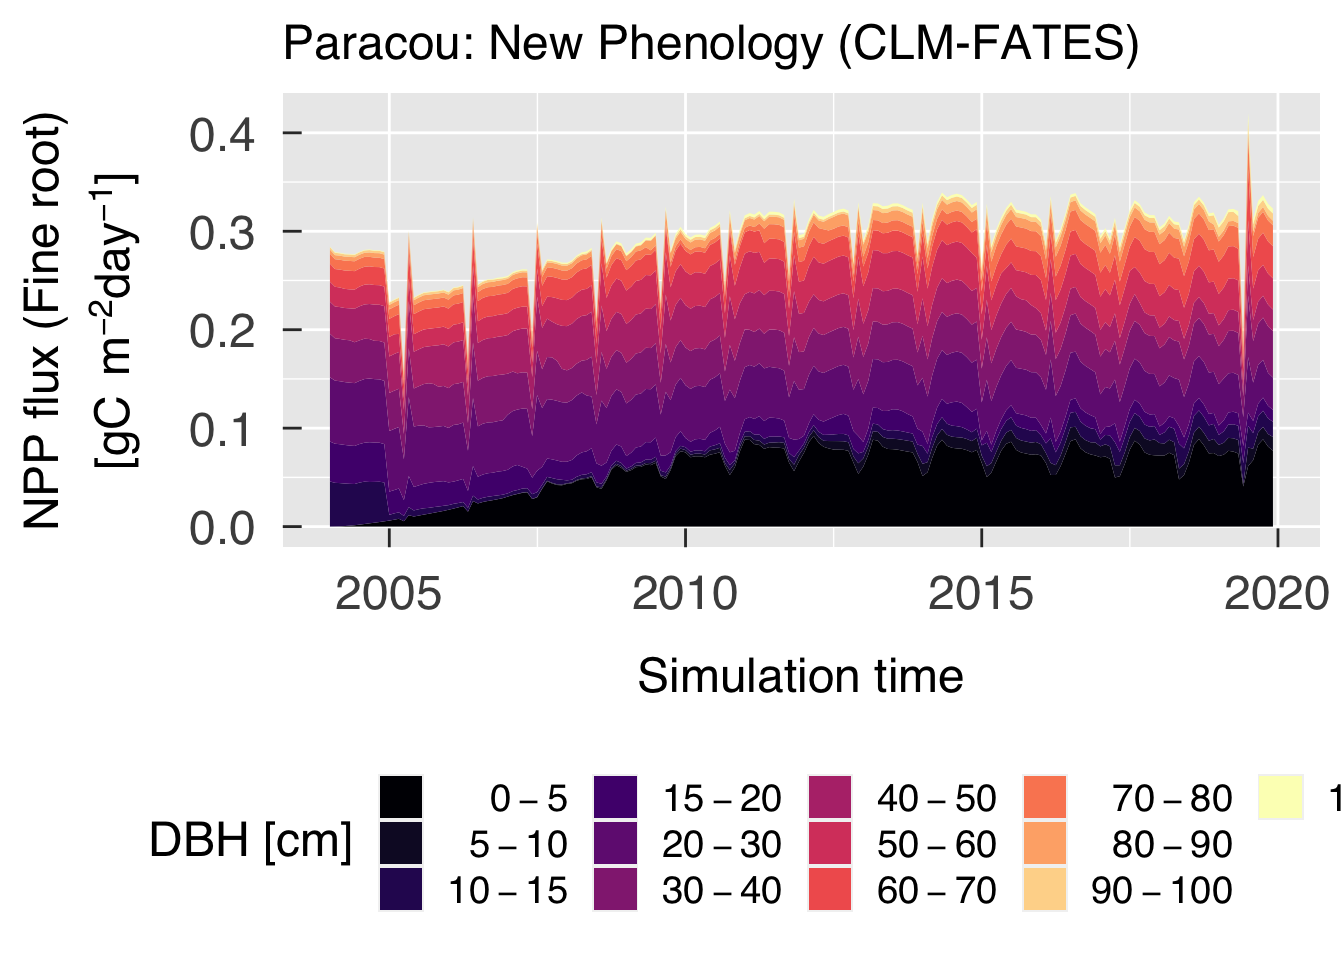 Paracou: New Phenology (CLM-FATES)
NPP flux (Fine root)
[gC m⁻²day⁻¹]
0.4
0.3
0.2
0.1
0.0
2005 2010 2015 2020
Simulation time
DBH [cm]
0 – 5 15 – 20 40 – 50 70 – 80 1
5 – 10 20 – 30 50 – 60 80 – 90
10 – 15 30 – 40 60 – 70 90 – 100